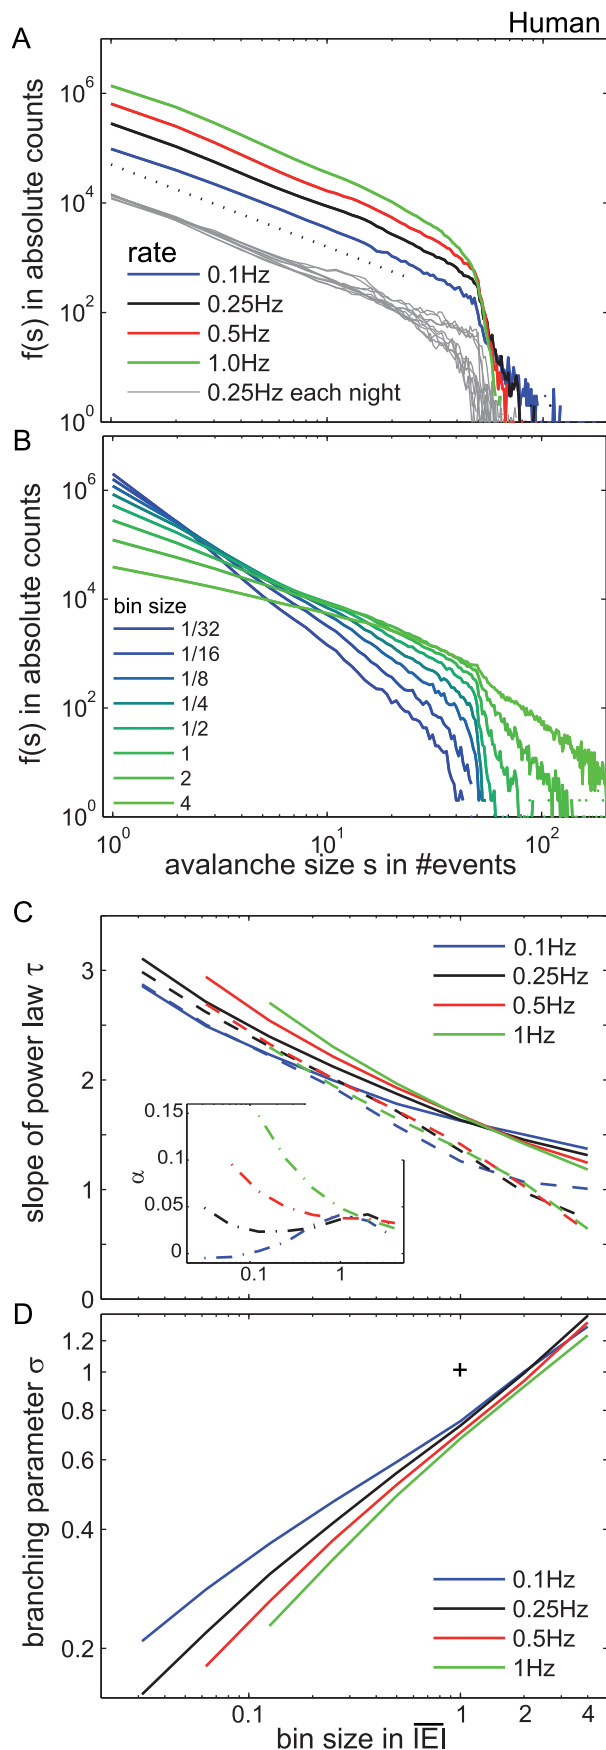 Human
A
f(s) in absolute counts
10^6
10^4
10^2
10^0
rate
0.1Hz
0.25Hz
0.5Hz
1.0Hz
0.25Hz each night
B
f(s) in absolute counts
10^6
10^4
10^2
10^0
bin size
1/32
1/16
1/8
1/4
1/2
1
2
4
10^0 10^1 10^2
avalanche size s in #events
C
slope of power law τ
3
2
1
0
0.1Hz
0.25Hz
0.5Hz
1Hz
α
0.15
0.1
0.05
0
0.1 1
D
branching parameter σ
1.2
1
0.8
0.6
0.4
0.2
+
0.1Hz
0.25Hz
0.5Hz
1Hz
0.1 1 2 4
bin size in |E|